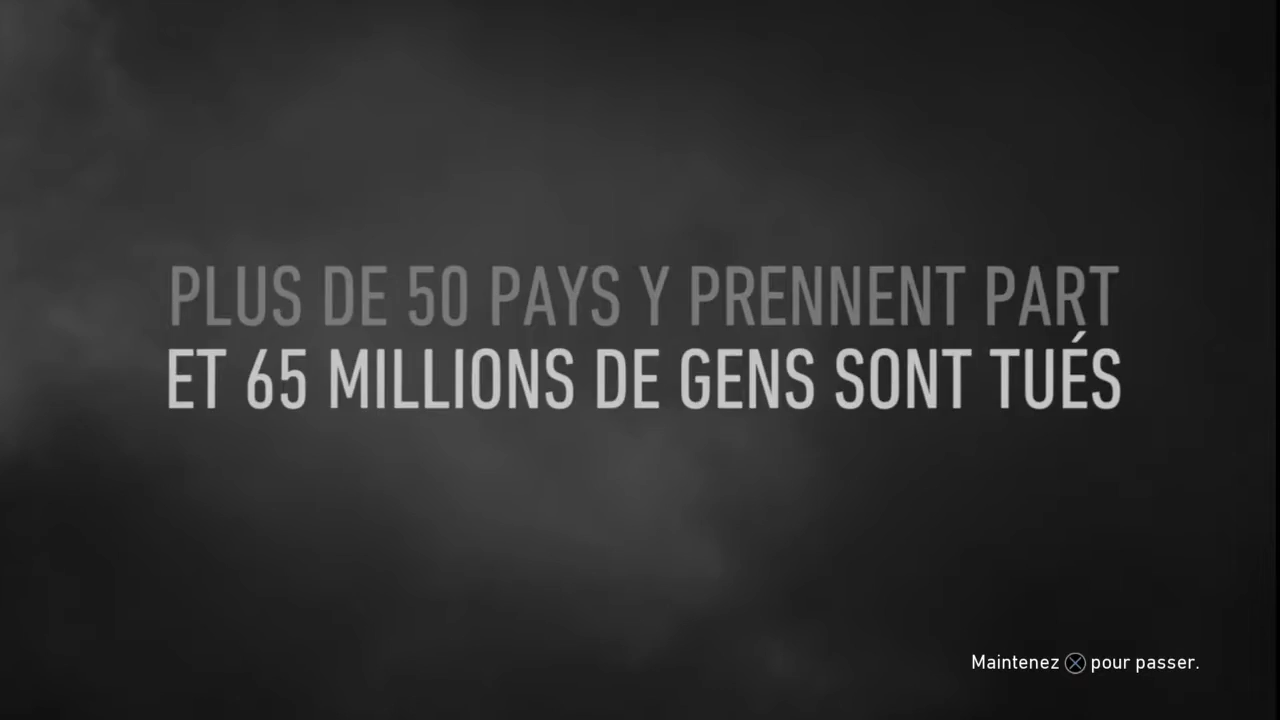 PLUS DE 50 PAYS Y PRENNENT PART
ET 65 MILLIONS DE GENS SONT TUÉS
Maintenez ⓧ pour passer.